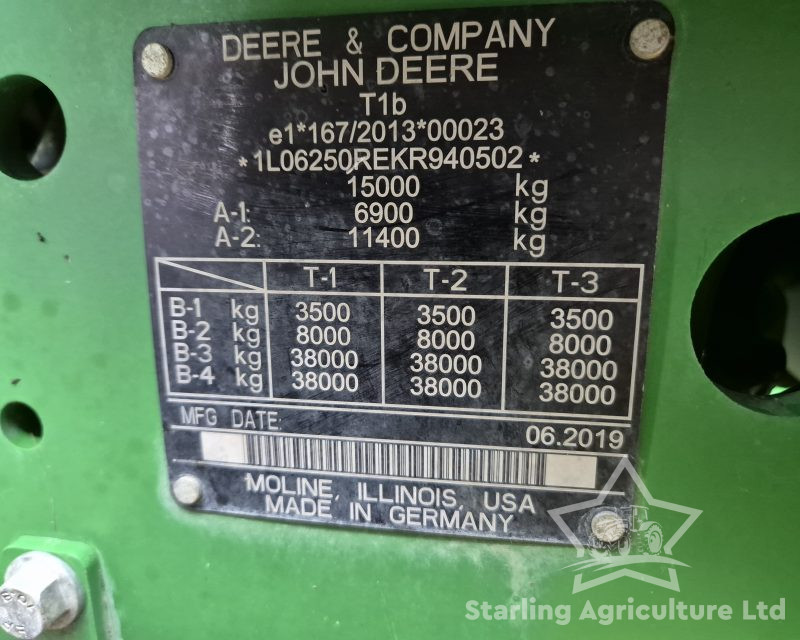 DEERE & COMPANY
JOHN DEERE
T1b
e1*167/2013*00023
*1L06250REKR940502*
15000 kg
A-1: 6900 kg
A-2: 11400 kg
T-1 T-2 T-3
B-1 kg 3500 3500 3500
B-2 kg 8000 8000 8000
B-3 kg 38000 38000 38000
B-4 kg 38000 38000 38000
MFG DATE: 06.2019
MOLINE, ILLINOIS, USA
MADE IN GERMANY
Starling Agriculture Ltd